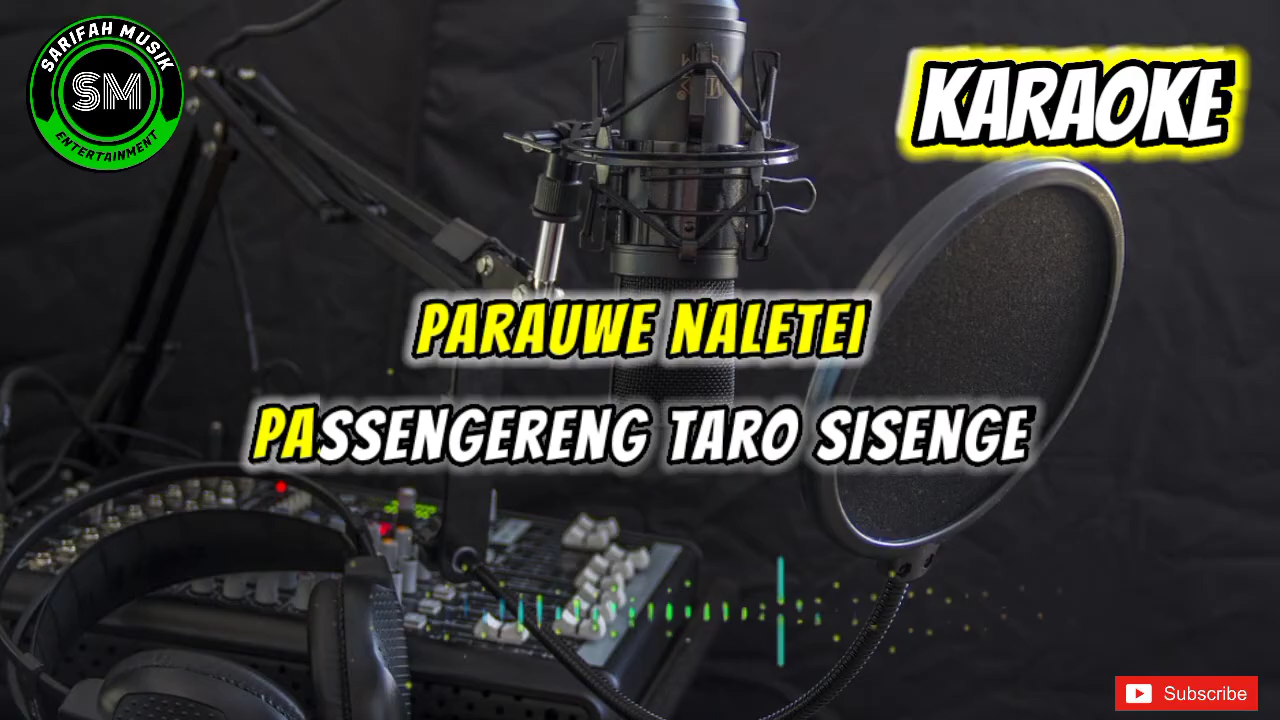 SARIFAH MUSIK
SM
ENTERTAINMENT
KARAOKE
PARAUWE NALETEI
PASSENGERENG TARO SISENGE
Subscribe